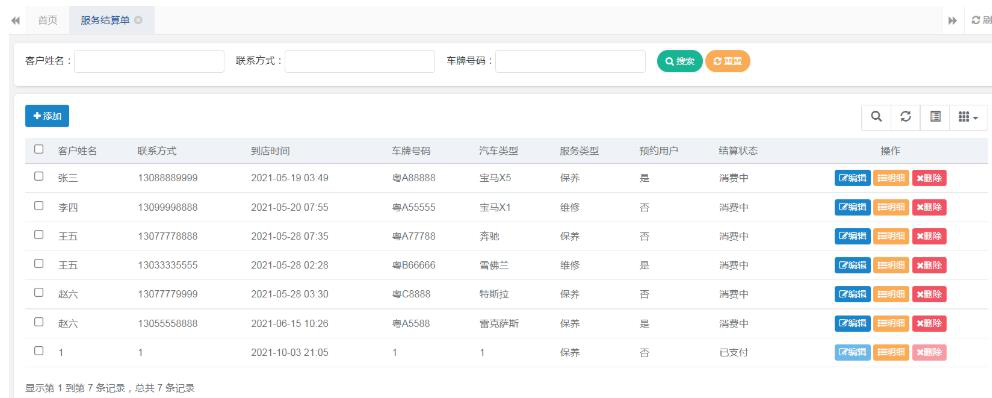 首页 服务结算单 刷
客户姓名： 联系方式： 车牌号码： 搜索 重置
添加
客户姓名 联系方式 到店时间 车牌号码 汽车类型 服务类型 预约用户 结算状态 操作
张三 13088889999 2021-05-19 03:49 粤A88888 宝马X5 保养 是 消费中 编辑 明细 删除
李四 13099998888 2021-05-20 07:55 粤A55555 宝马X1 维修 否 消费中 编辑 明细 删除
王五 13077778888 2021-05-28 07:35 粤A77788 奔驰 保养 否 消费中 编辑 明细 删除
王五 13033335555 2021-05-28 02:28 粤B66666 雪佛兰 维修 是 消费中 编辑 明细 删除
赵六 13077779999 2021-05-28 03:30 粤C8888 特斯拉 保养 否 消费中 编辑 明细 删除
赵六 13055558888 2021-06-15 10:26 粤A5588 雷克萨斯 保养 是 消费中 编辑 明细 删除
1 1 2021-10-03 21:05 1 1 保养 否 已支付 编辑 明细 删除
显示第 1 到第 7 条记录，总共 7 条记录